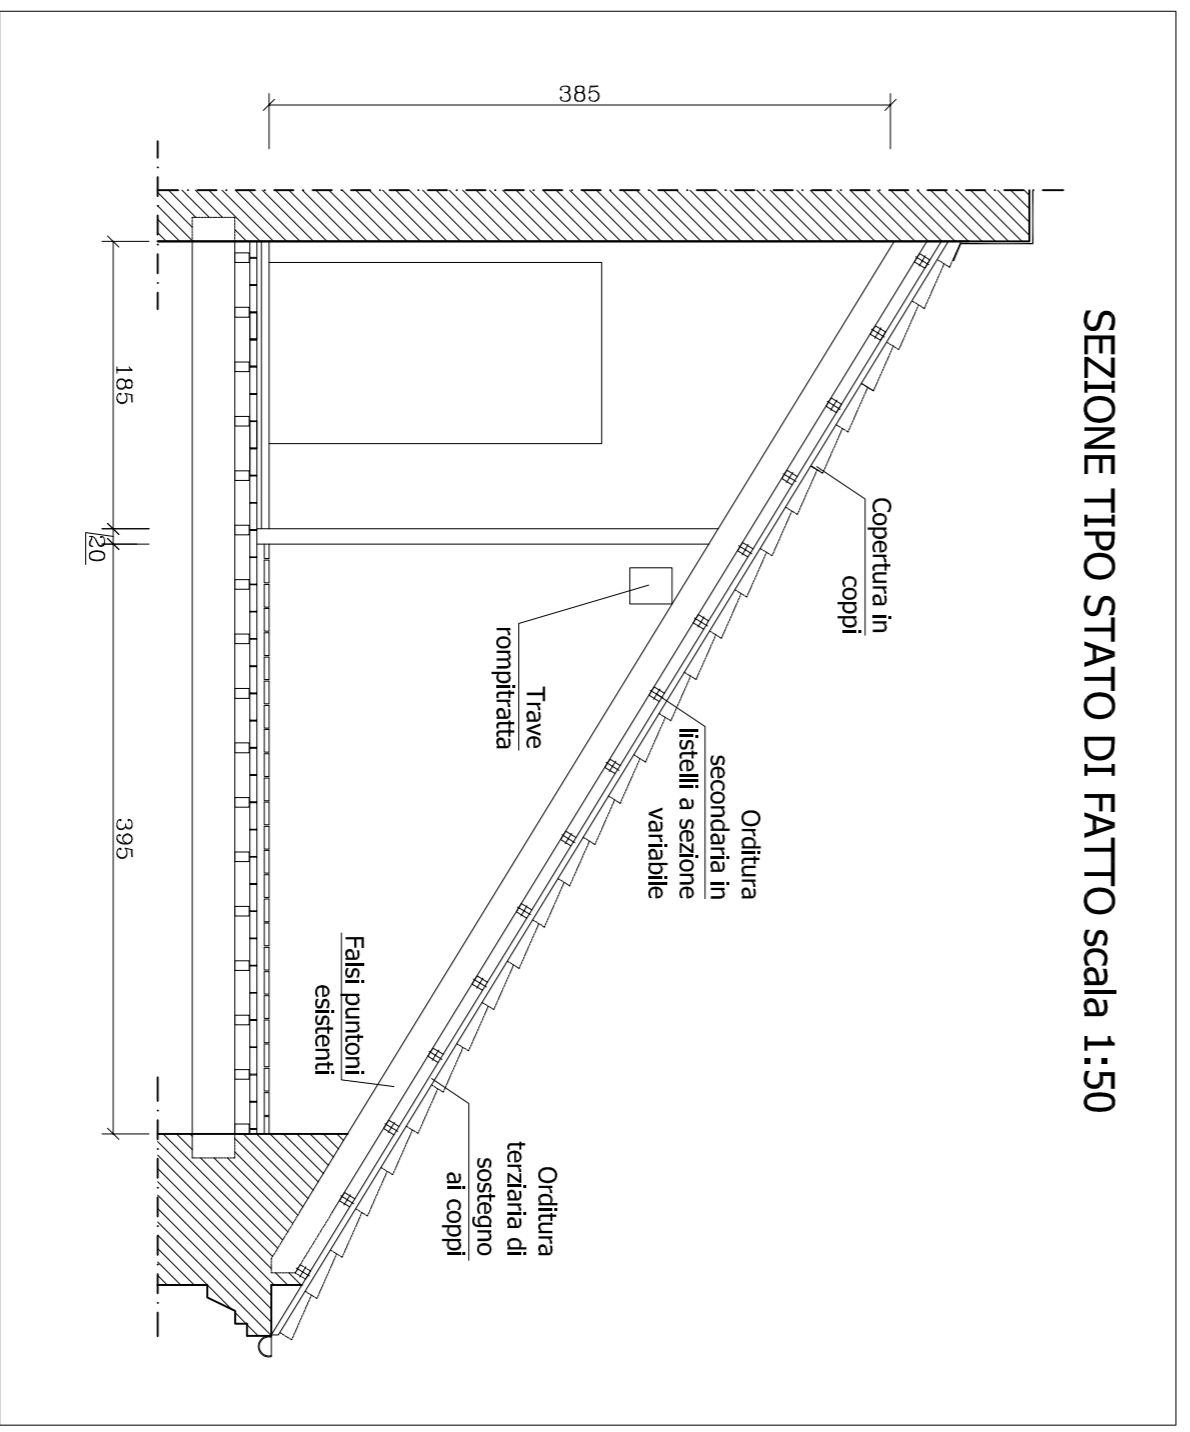 SEZIONE TIPO STATO DI FATTO scala 1:50
Copertura in
coppi
Orditura
secondaria in
listelli a sezione
variabile
Trave
rompitratta
Orditura
terziaria di
sostegno
ai coppi
Falsi puntoni
esistenti
385
185
20
395